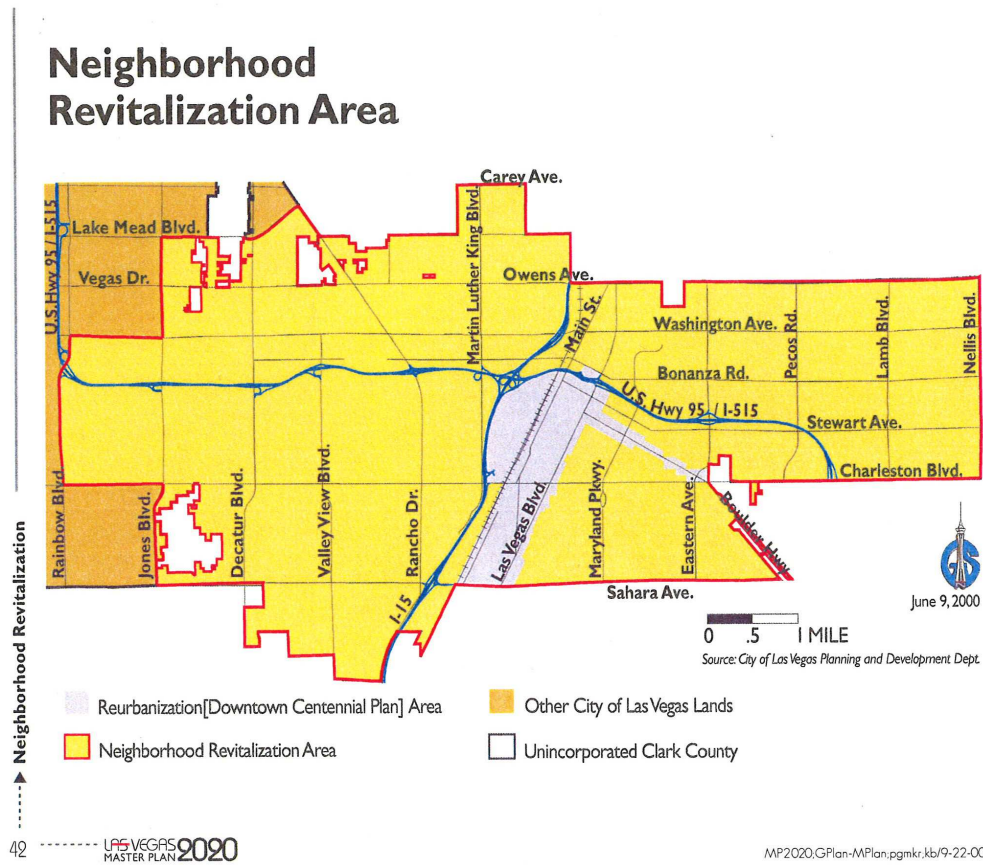 Neighborhood
Revitalization Area
Carey Ave.
U.S. Hwy 95 / I-515
Lake Mead Blvd.
Martin Luther King Blvd.
Vegas Dr.
Owens Ave.
Main St.
Washington Ave.
Pecos Rd.
Lamb Blvd.
Nellis Blvd.
Bonanza Rd.
U.S. Hwy 95 / I-515
Stewart Ave.
Charleston Blvd.
Rainbow Blvd.
Jones Blvd.
Decatur Blvd.
Valley View Blvd.
Rancho Dr.
Las Vegas Blvd.
Maryland Pkwy.
Eastern Ave.
Boulder Hwy.
I-15
Sahara Ave.
GIS
June 9, 2000
0 .5 1 MILE
Source: City of Las Vegas Planning and Development Dept.
Reurbanization[Downtown Centennial Plan] Area
Other City of Las Vegas Lands
Neighborhood Revitalization Area
Unincorporated Clark County
Neighborhood Revitalization
42
LAS VEGAS
MASTER PLAN 2020
MP2020;GPlan-MPlan;pgmkr,kb/9-22-00